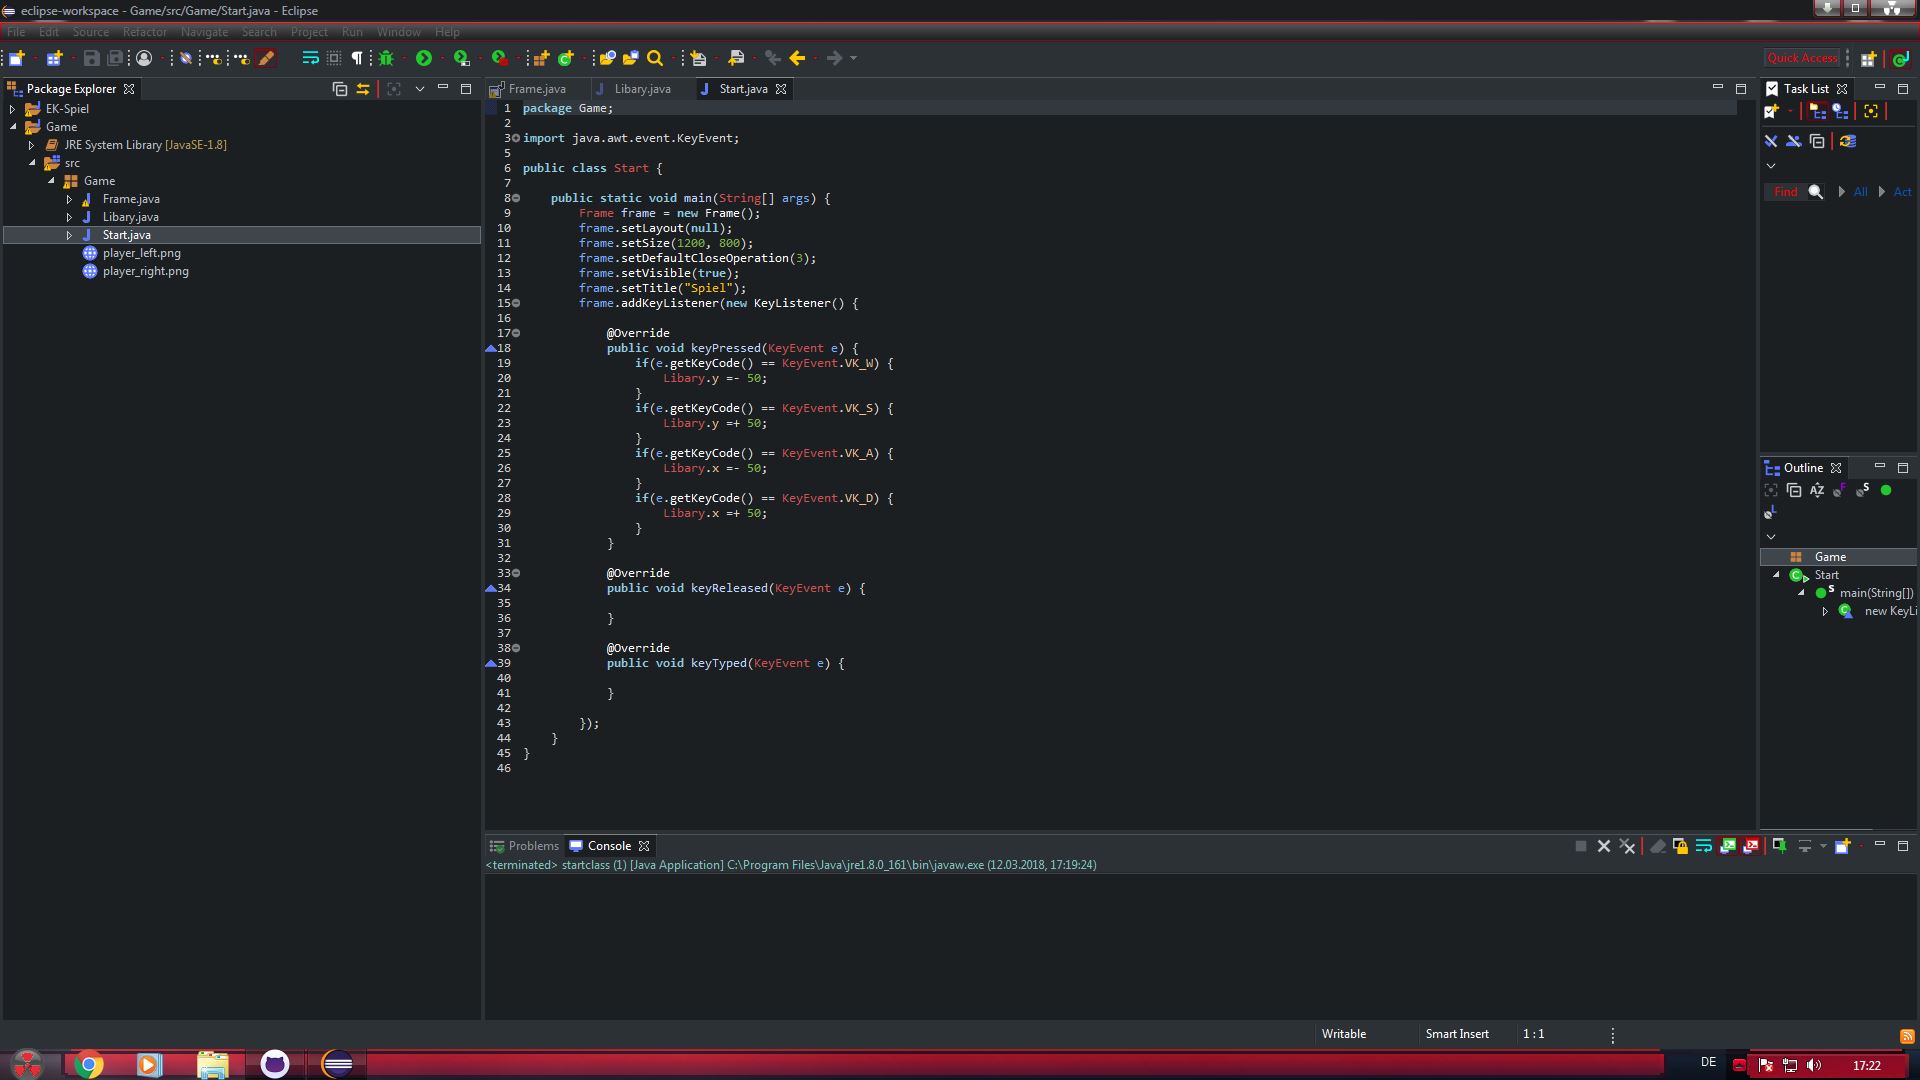 eclipse-workspace - Game/src/Game/Start.java - Eclipse
File Edit Source Refactor Navigate Search Project Run Window Help
Quick Access
Package Explorer
EK-Spiel
Game
JRE System Library [JavaSE-1.8]
src
Game
Frame.java
Libary.java
Start.java
player_left.png
player_right.png
Frame.java Libary.java Start.java
1 package Game;
2
3 import java.awt.event.KeyEvent;
5
6 public class Start {
7
8 public static void main(String[] args) {
9 Frame frame = new Frame();
10 frame.setLayout(null);
11 frame.setSize(1200, 800);
12 frame.setDefaultCloseOperation(3);
13 frame.setVisible(true);
14 frame.setTitle("Spiel");
15 frame.addKeyListener(new KeyListener() {
16
17 @Override
18 public void keyPressed(KeyEvent e) {
19 if(e.getKeyCode() == KeyEvent.VK_W) {
20 Libary.y =- 50;
21 }
22 if(e.getKeyCode() == KeyEvent.VK_S) {
23 Libary.y =+ 50;
24 }
25 if(e.getKeyCode() == KeyEvent.VK_A) {
26 Libary.x =- 50;
27 }
28 if(e.getKeyCode() == KeyEvent.VK_D) {
29 Libary.x =+ 50;
30 }
31 }
32
33 @Override
34 public void keyReleased(KeyEvent e) {
35
36 }
37
38 @Override
39 public void keyTyped(KeyEvent e) {
40
41 }
42
43 });
44 }
45 }
46
Task List
Find All Act
Outline
Game
Start
main(String[])
new KeyLi
Problems Console
<terminated> startclass (1) [Java Application] C:\Program Files\Java\jre1.8.0_161\bin\javaw.exe (12.03.2018, 17:19:24)
Writable Smart Insert 1 : 1
DE 17:22